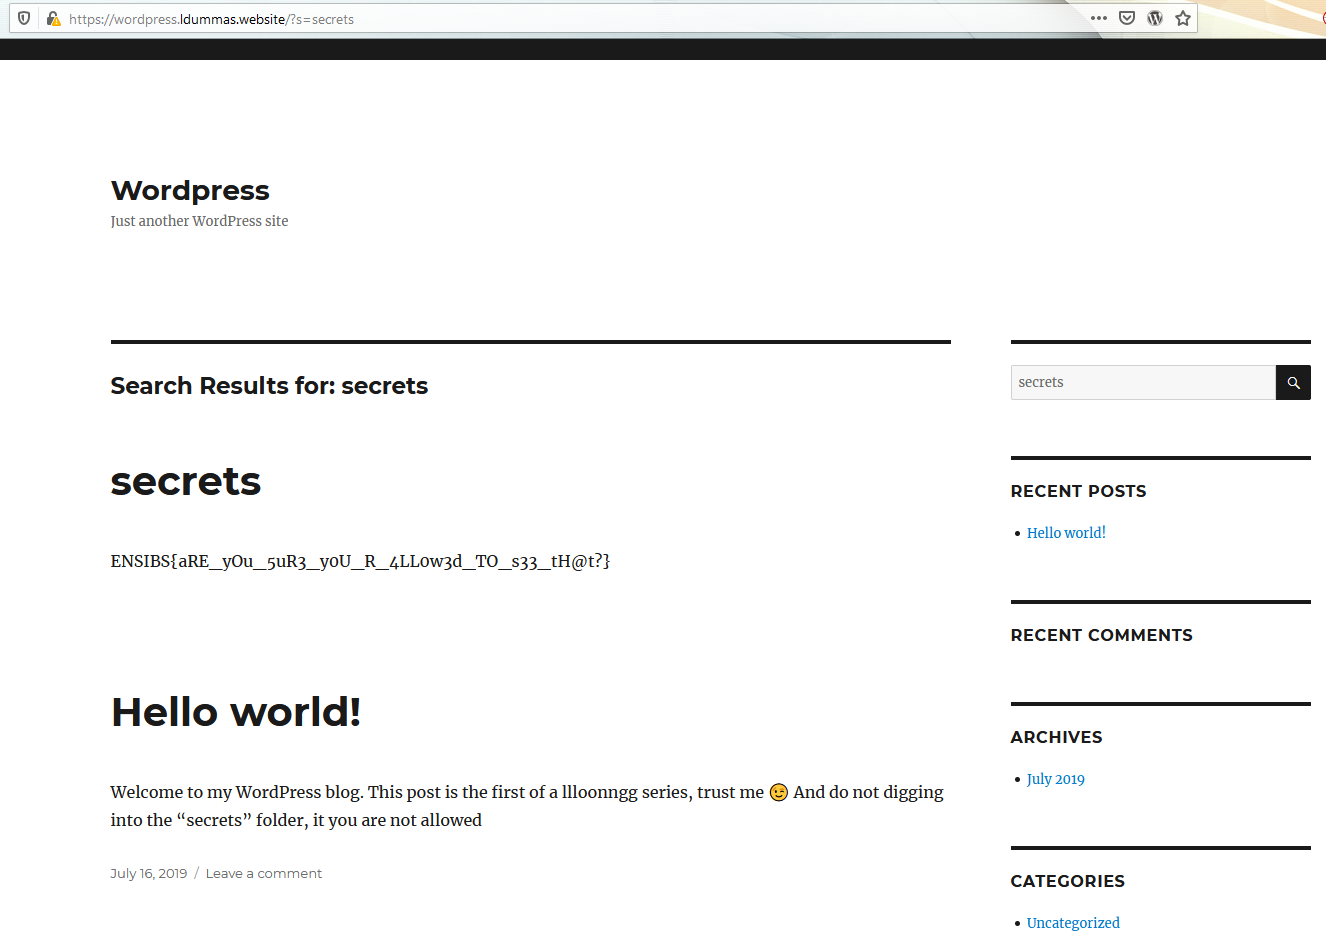 https://wordpress.ldummas.website/?s=secrets
Wordpress
Just another WordPress site
Search Results for: secrets
secrets
ENSIBS{aRE_yOu_5uR3_y0U_R_4LLow3d_TO_s33_tH@t?}
Hello world!
Welcome to my WordPress blog. This post is the first of a llloonngg series, trust me 😉 And do not digging
into the “secrets” folder, it you are not allowed
July 16, 2019 / Leave a comment
secrets
RECENT POSTS
Hello world!
RECENT COMMENTS
ARCHIVES
July 2019
CATEGORIES
Uncategorized